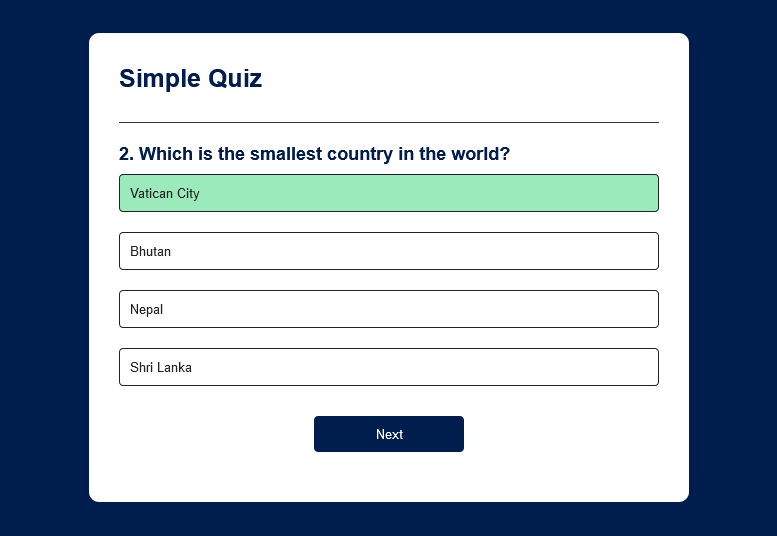 Simple Quiz
2. Which is the smallest country in the world?
Vatican City
Bhutan
Nepal
Shri Lanka
Next